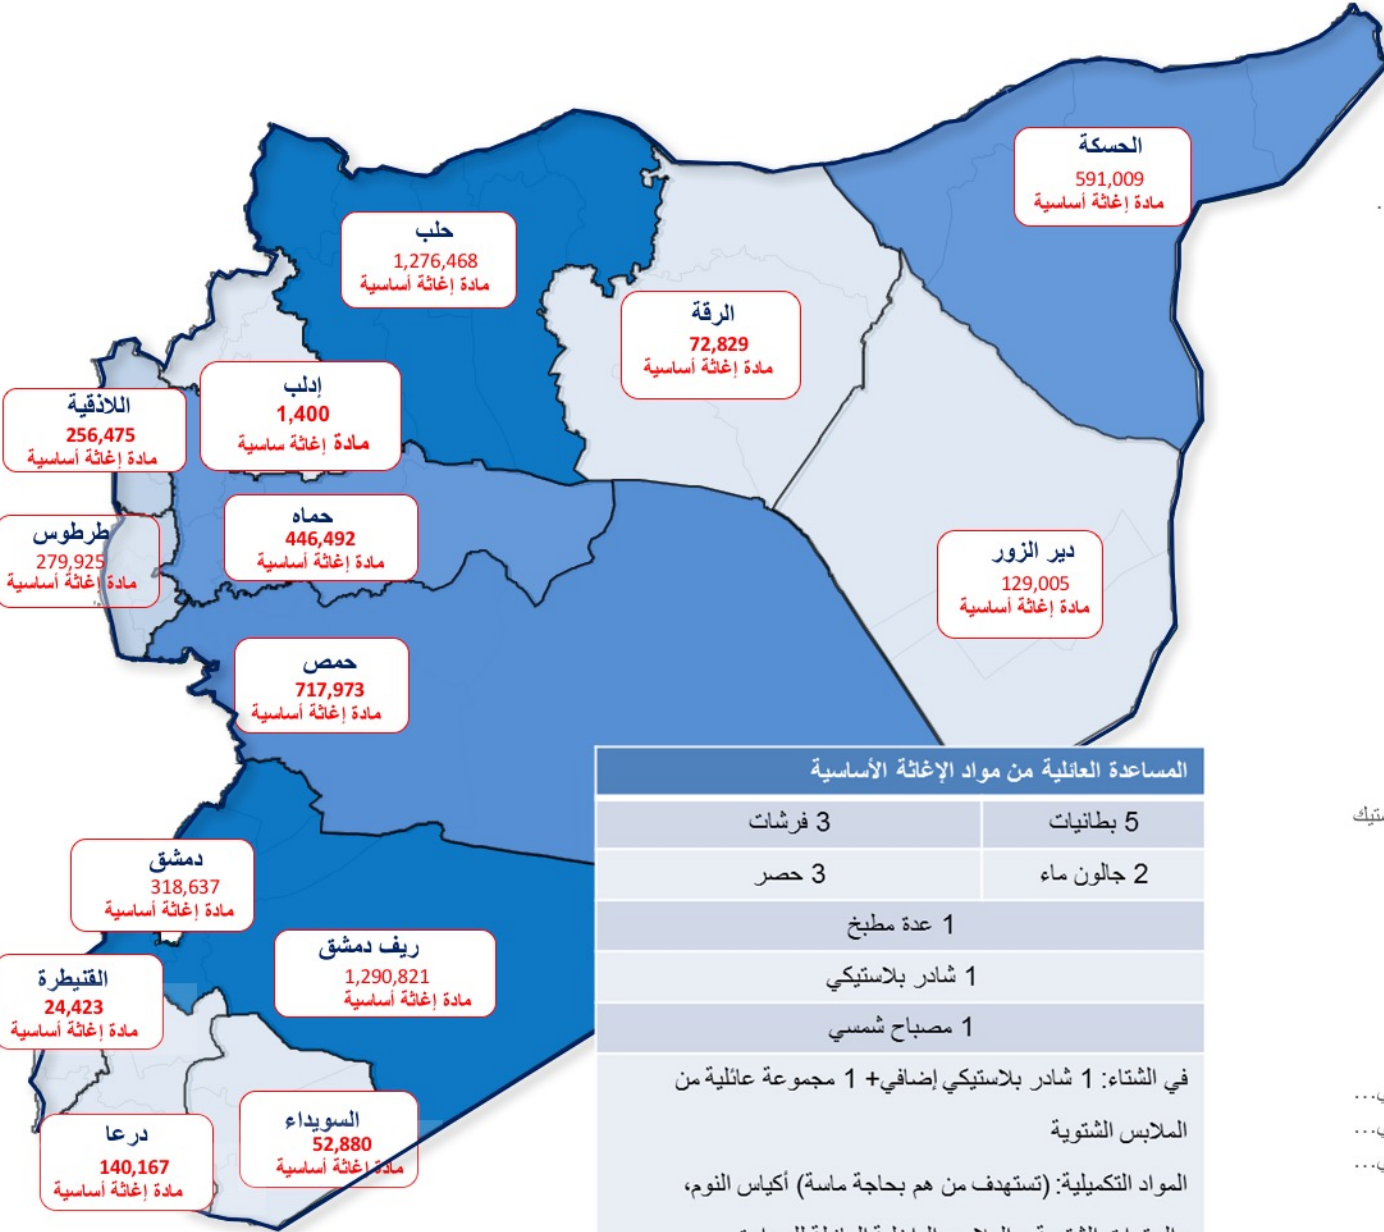 الحسكة
591,009
مادة إغاثة أساسية
حلب
1,276,468
مادة إغاثة أساسية
الرقة
72,829
مادة إغاثة أساسية
إدلب
1,400
مادة إغاثة ساسية
اللاذقية
256,475
مادة إغاثة أساسية
حماه
446,492
مادة إغاثة أساسية
طرطوس
279,925
مادة إغاثة أساسية
دير الزور
129,005
مادة إغاثة أساسية
حمص
717,973
مادة إغاثة أساسية
دمشق
318,637
مادة إغاثة أساسية
ريف دمشق
1,290,821
مادة إغاثة أساسية
القنيطرة
24,423
مادة إغاثة أساسية
السويداء
52,880
مادة إغاثة أساسية
درعا
140,167
مادة إغاثة أساسية
المساعدة العائلية من مواد الإغاثة الأساسية
5 بطانيات 3 فرشات
2 جالون ماء 3 حصر
1 عدة مطبخ
1 شادر بلاستيكي
1 مصباح شمسي
في الشتاء: 1 شادر بلاستيكي إضافي+ 1 مجموعة عائلية من
الملابس الشتوية
المواد التكميلية: (تستهدف من هم بحاجة ماسة) أكياس النوم،